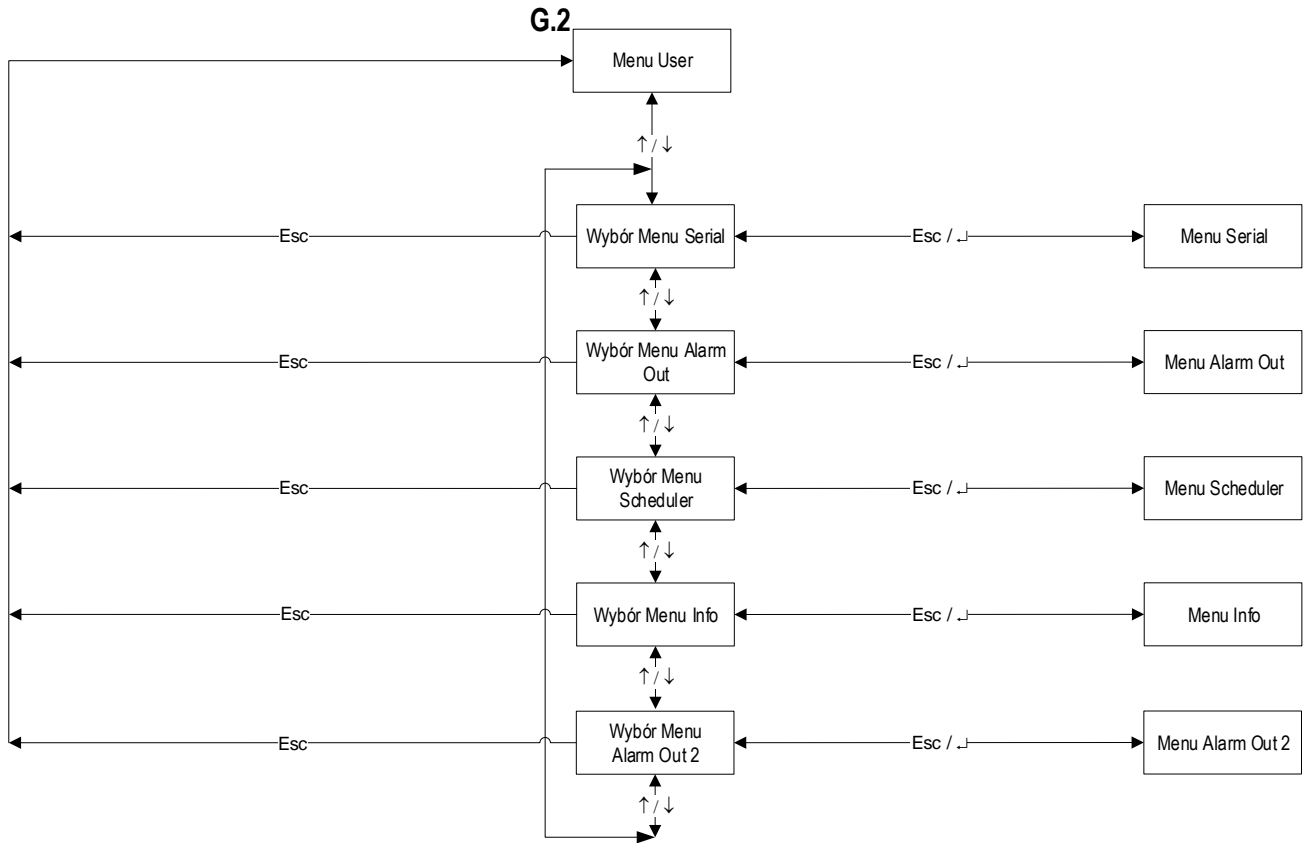 G.2
Menu User
↑ / ↓
Esc
Wybór Menu Serial
Esc / ↵
Menu Serial
↑ / ↓
Esc
Wybór Menu Alarm
Out
Esc / ↵
Menu Alarm Out
↑ / ↓
Esc
Wybór Menu
Scheduler
Esc / ↵
Menu Scheduler
↑ / ↓
Esc
Wybór Menu Info
Esc / ↵
Menu Info
↑ / ↓
Esc
Wybór Menu
Alarm Out 2
Esc / ↵
Menu Alarm Out 2
↑ / ↓